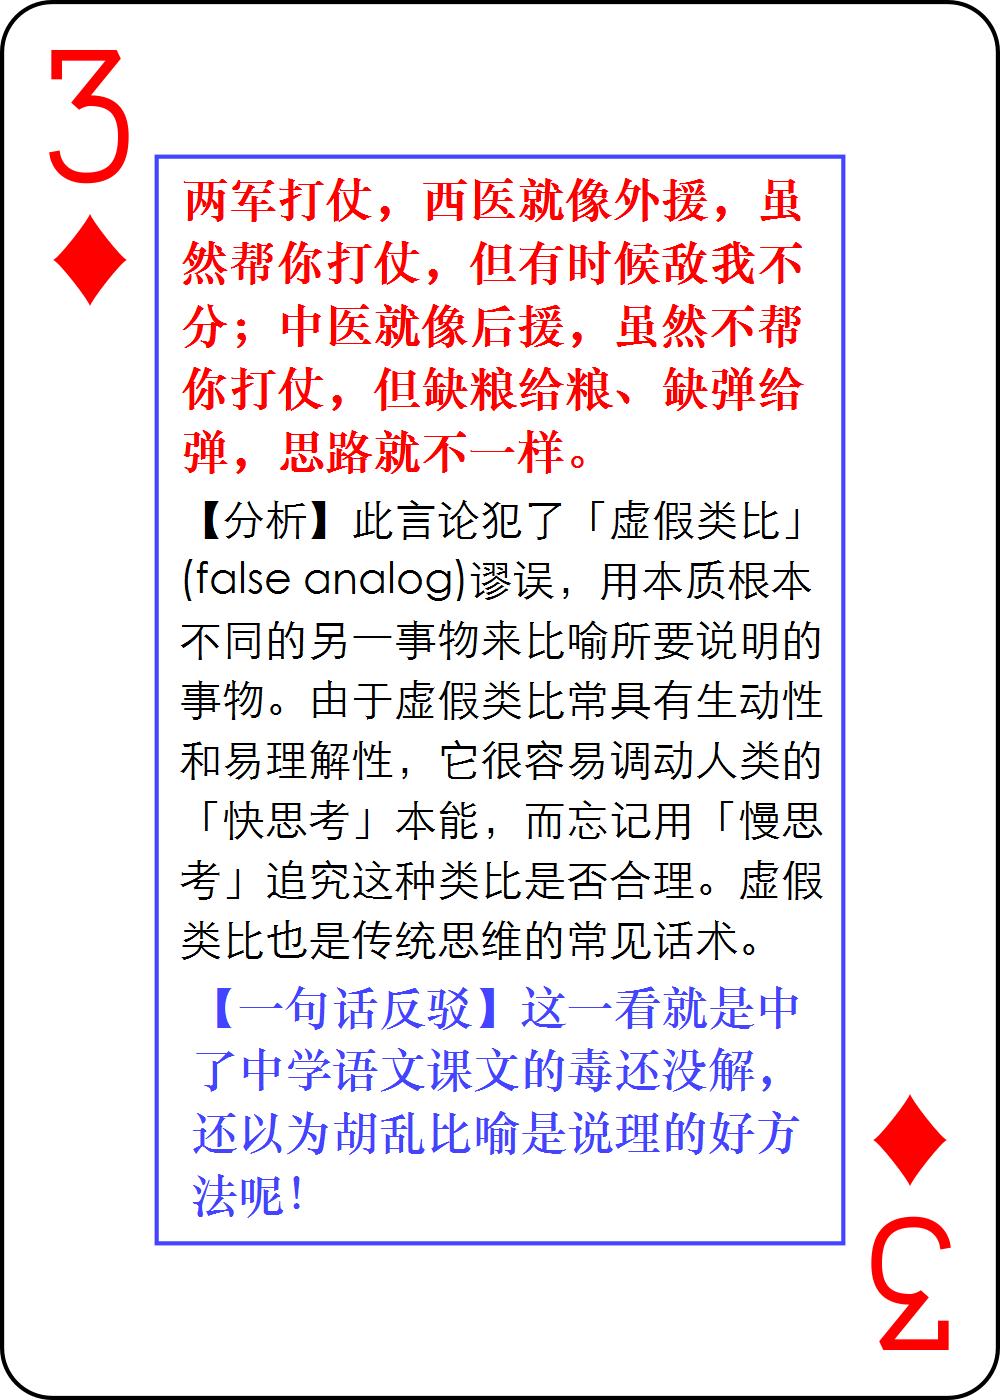 3
两军打仗，西医就像外援，虽
然帮你打仗，但有时候敌我不
分；中医就像后援，虽然不帮
你打仗，但缺粮给粮、缺弹给
弹，思路就不一样。
【分析】此言论犯了「虚假类比」
(false analog)谬误，用本质根本
不同的另一事物来比喻所要说明的
事物。由于虚假类比常具有生动性
和易理解性，它很容易调动人类的
「快思考」本能，而忘记用「慢思
考」追究这种类比是否合理。虚假
类比也是传统思维的常见话术。
【一句话反驳】这一看就是中
了中学语文课文的毒还没解，
还以为胡乱比喻是说理的好方
法呢！
3